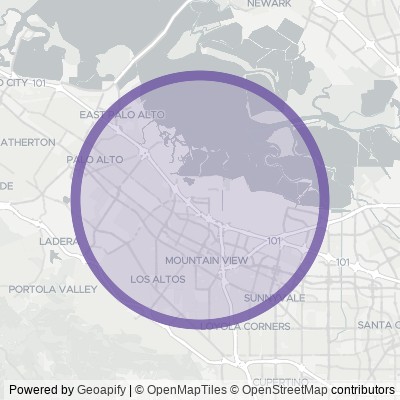 NEWARK
D CITY 101
EAST PALO ALTO
ATHERTON
PALO ALTO
DE
LADERA
101
101
MOUNTAIN VIEW
LOS ALTOS
PORTOLA VALLEY
SUNNYVALE
LOYOLA CORNERS
SANTA C
CUPERTINO
Powered by Geoapify | © OpenMapTiles © OpenStreetMap contributors